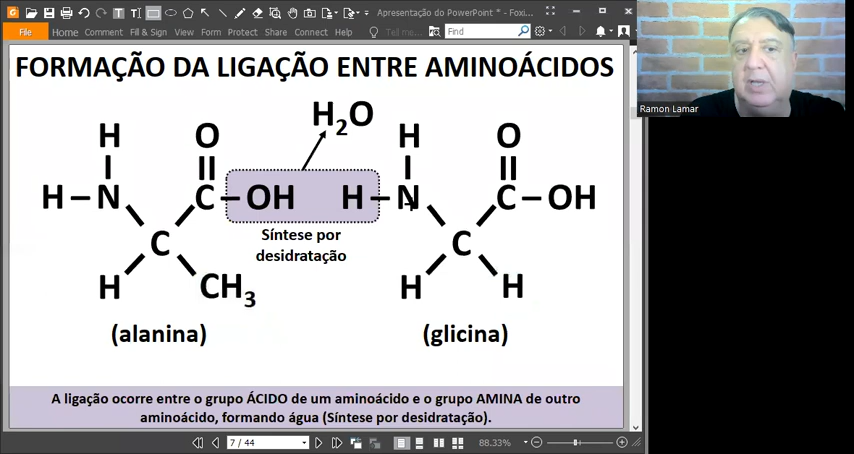 Apresentação do PowerPoint * - Foxi...
File Home Comment View Form Protect Share Connect Help Tell me... Find
FORMAÇÃO DA LIGAÇÃO ENTRE AMINOÁCIDOS
H2O
H O H O
H – N C – OH H – N C – OH
Síntese por
desidratação
C C
H CH3 H H
(alanina) (glicina)
A ligação ocorre entre o grupo ÁCIDO de um aminoácido e o grupo AMINA de outro
aminoácido, formando água (Síntese por desidratação).
7 / 44 88.33%
Ramon Lamar